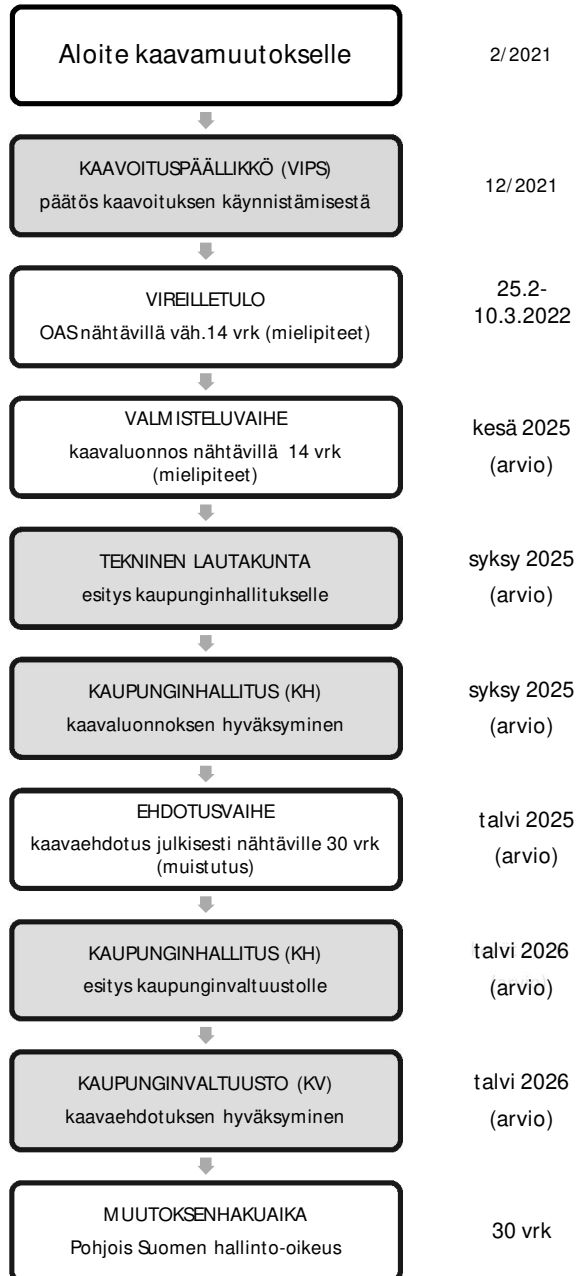 Aloite kaavamuutokselle
2/2021
KAAVOITUSPÄÄLLIKKÖ (VIPS)
päätös kaavoituksen käynnistämisestä
12/2021
VIREILLETULO
OAS nähtävillä väh.14 vrk (mielipiteet)
25.2-
10.3.2022
VALMISTELUVAIHE
kaavaluonnos nähtävillä 14 vrk
(mielipiteet)
kesä 2025
(arvio)
TEKNINEN LAUTAKUNTA
esitys kaupunginhallitukselle
syksy 2025
(arvio)
KAUPUNGINHALLITUS (KH)
kaavaluonnoksen hyväksyminen
syksy 2025
(arvio)
EHDOTUSVAIHE
kaavaehdotus julkisesti nähtäville 30 vrk
(muistutus)
talvi 2025
(arvio)
KAUPUNGINHALLITUS (KH)
esitys kaupunginvaltuustolle
talvi 2026
(arvio)
KAUPUNGINVALTUUSTO (KV)
kaavaehdotuksen hyväksyminen
talvi 2026
(arvio)
MUUTOKSENHAKUAIKA
Pohjois Suomen hallinto-oikeus
30 vrk